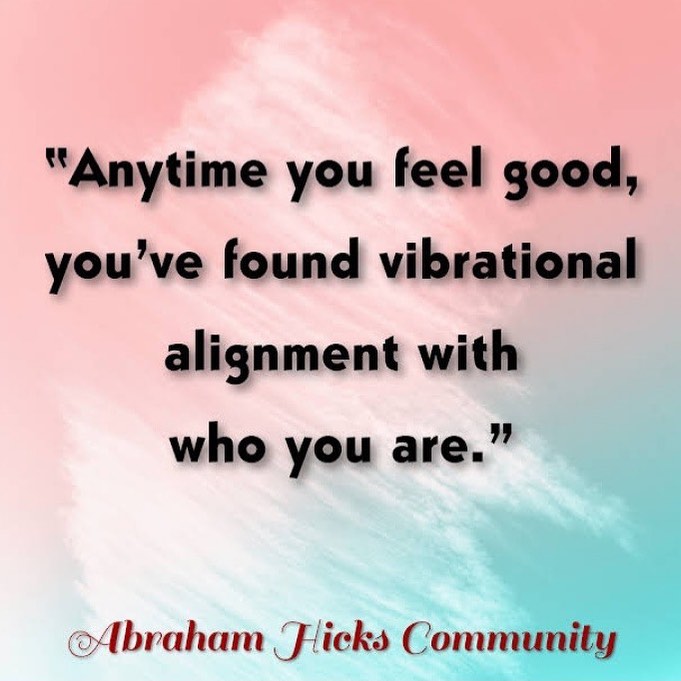 "Anytime you feel good,
you've found vibrational
alignment with
who you are."
Abraham Hicks Community